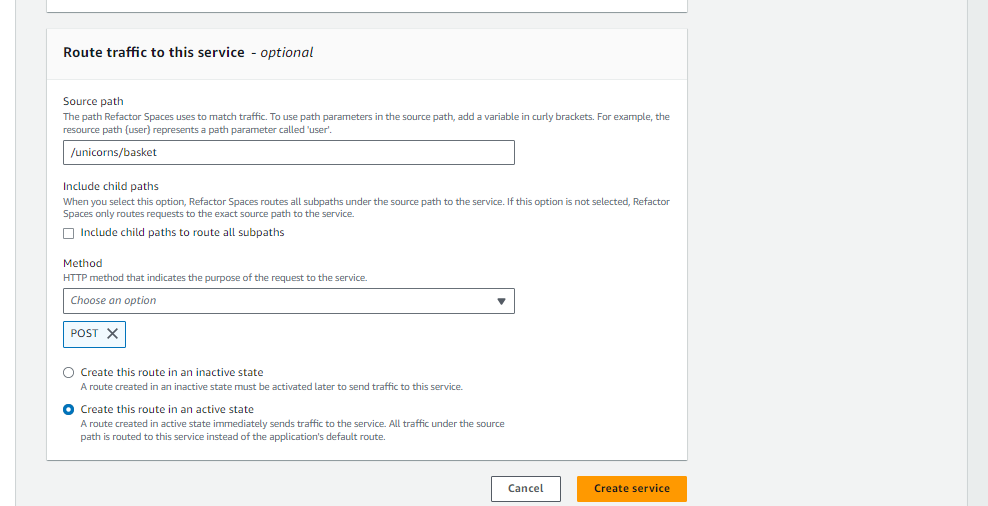 Route traffic to this service - optional
Source path
The path Refactor Spaces uses to match traffic. To use path parameters in the source path, add a variable in curly brackets. For example, the
resource path {user} represents a path parameter called 'user'.
/unicorns/basket
Include child paths
When you select this option, Refactor Spaces routes all subpaths under the source path to the service. If this option is not selected, Refactor
Spaces only routes requests to the exact source path to the service.
Include child paths to route all subpaths
Method
HTTP method that indicates the purpose of the request to the service.
Choose an option
POST
Create this route in an inactive state
A route created in an inactive state must be activated later to send traffic to this service.
Create this route in an active state
A route created in active state immediately sends traffic to the service. All traffic under the source
path is routed to this service instead of the application's default route.
Cancel
Create service